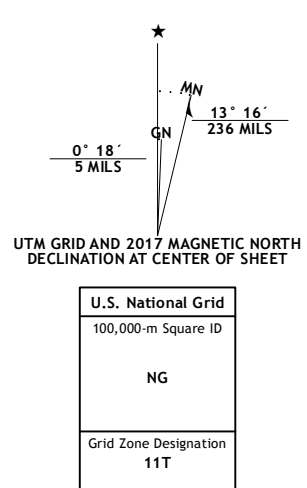 ★
MN
GN
13° 16´
236 MILS
0° 18´
5 MILS
UTM GRID AND 2017 MAGNETIC NORTH
DECLINATION AT CENTER OF SHEET
U.S. National Grid
100,000-m Square ID
NG
Grid Zone Designation
11T